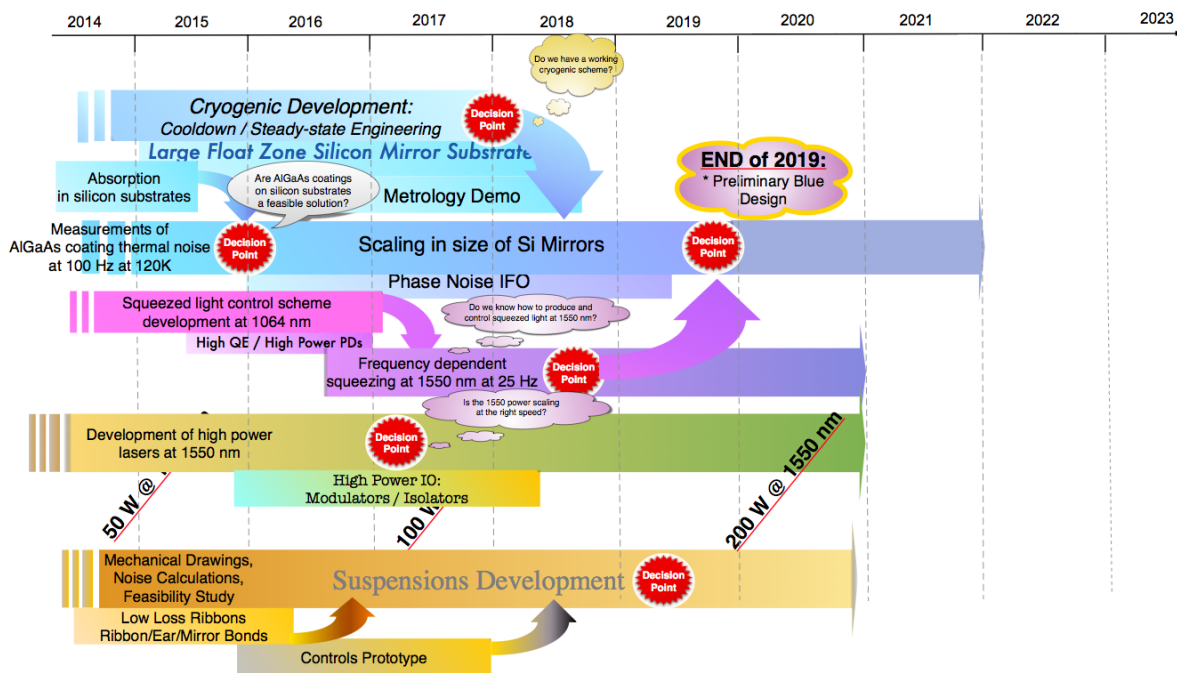 2014 2015 2016 2017 2018 2019 2020 2021 2022 2023
Do we have a working
cryogenic scheme?
Cryogenic Development:
Cooldown / Steady-state Engineering
Decision
Point
Large Float Zone Silicon Mirror Substrate
END of 2019:
* Preliminary Blue
Design
Absorption
in silicon substrates
Are AlGaAs coatings
on silicon substrates
a feasible solution?
Metrology Demo
Measurements of
AlGaAs coating thermal noise
at 100 Hz at 120K
Decision
Point
Scaling in size of Si Mirrors
Decision
Point
Phase Noise IFO
Squeezed light control scheme
development at 1064 nm
Do we know how to produce and
control squeezed light at 1550 nm?
High QE / High Power PDs
Frequency dependent
squeezing at 1550 nm at 25 Hz
Decision
Point
Is the 1550 power scaling
at the right speed?
Development of high power
lasers at 1550 nm
Decision
Point
High Power IO:
Modulators / Isolators
50 W @
100 W
200 W @ 1550 nm
Mechanical Drawings,
Noise Calculations,
Feasibility Study
Suspensions Development
Decision
Point
Low Loss Ribbons
Ribbon/Ear/Mirror Bonds
Controls Prototype